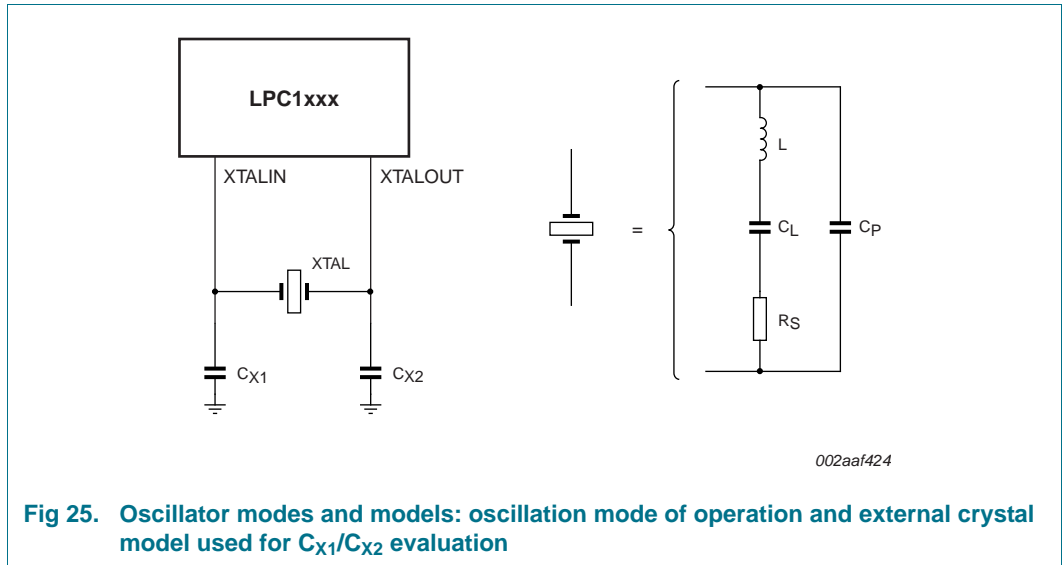 LPC1xxx
XTALIN
XTALOUT
XTAL
CX1
CX2
=
L
CL
CP
RS
002aaf424
Fig 25. Oscillator modes and models: oscillation mode of operation and external crystal
model used for CX1/CX2 evaluation